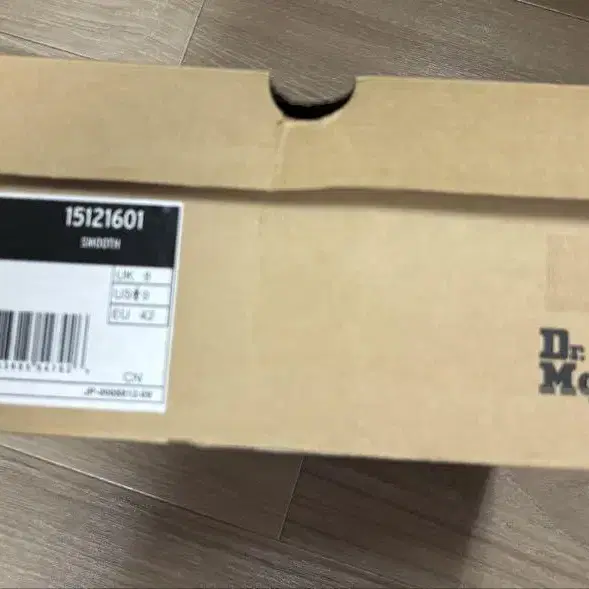 15121601
SMOOTH
UK 8
US 9
EU 42
CN
Dr.
Ma